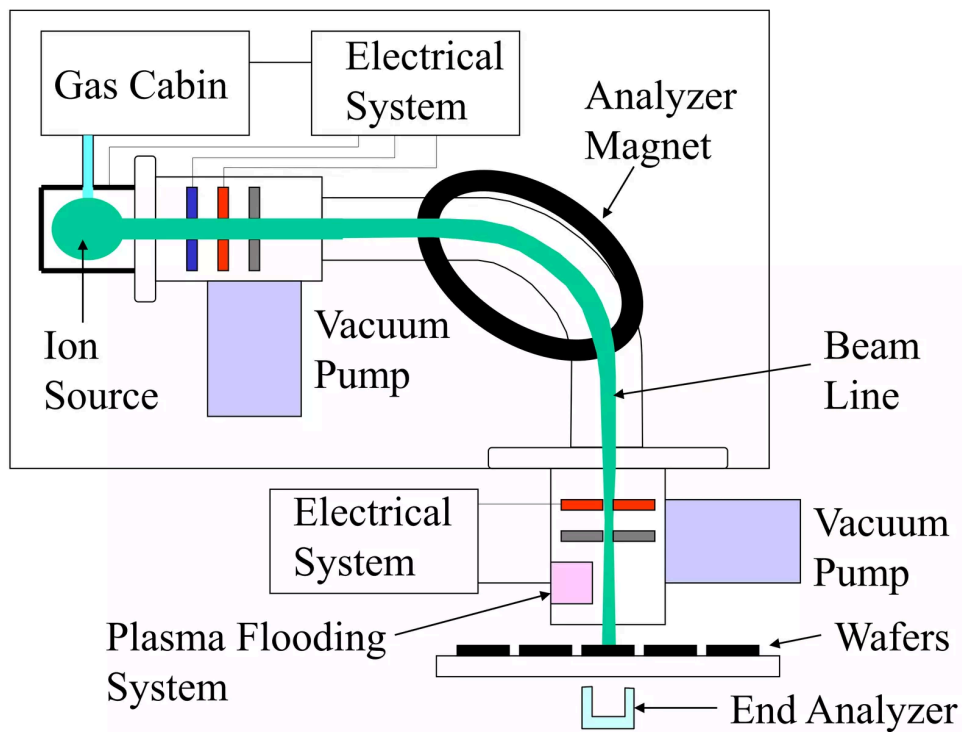 Gas Cabin
Electrical
System
Analyzer
Magnet
Ion
Source
Vacuum
Pump
Beam
Line
Electrical
System
Vacuum
Pump
Plasma Flooding
System
Wafers
End Analyzer